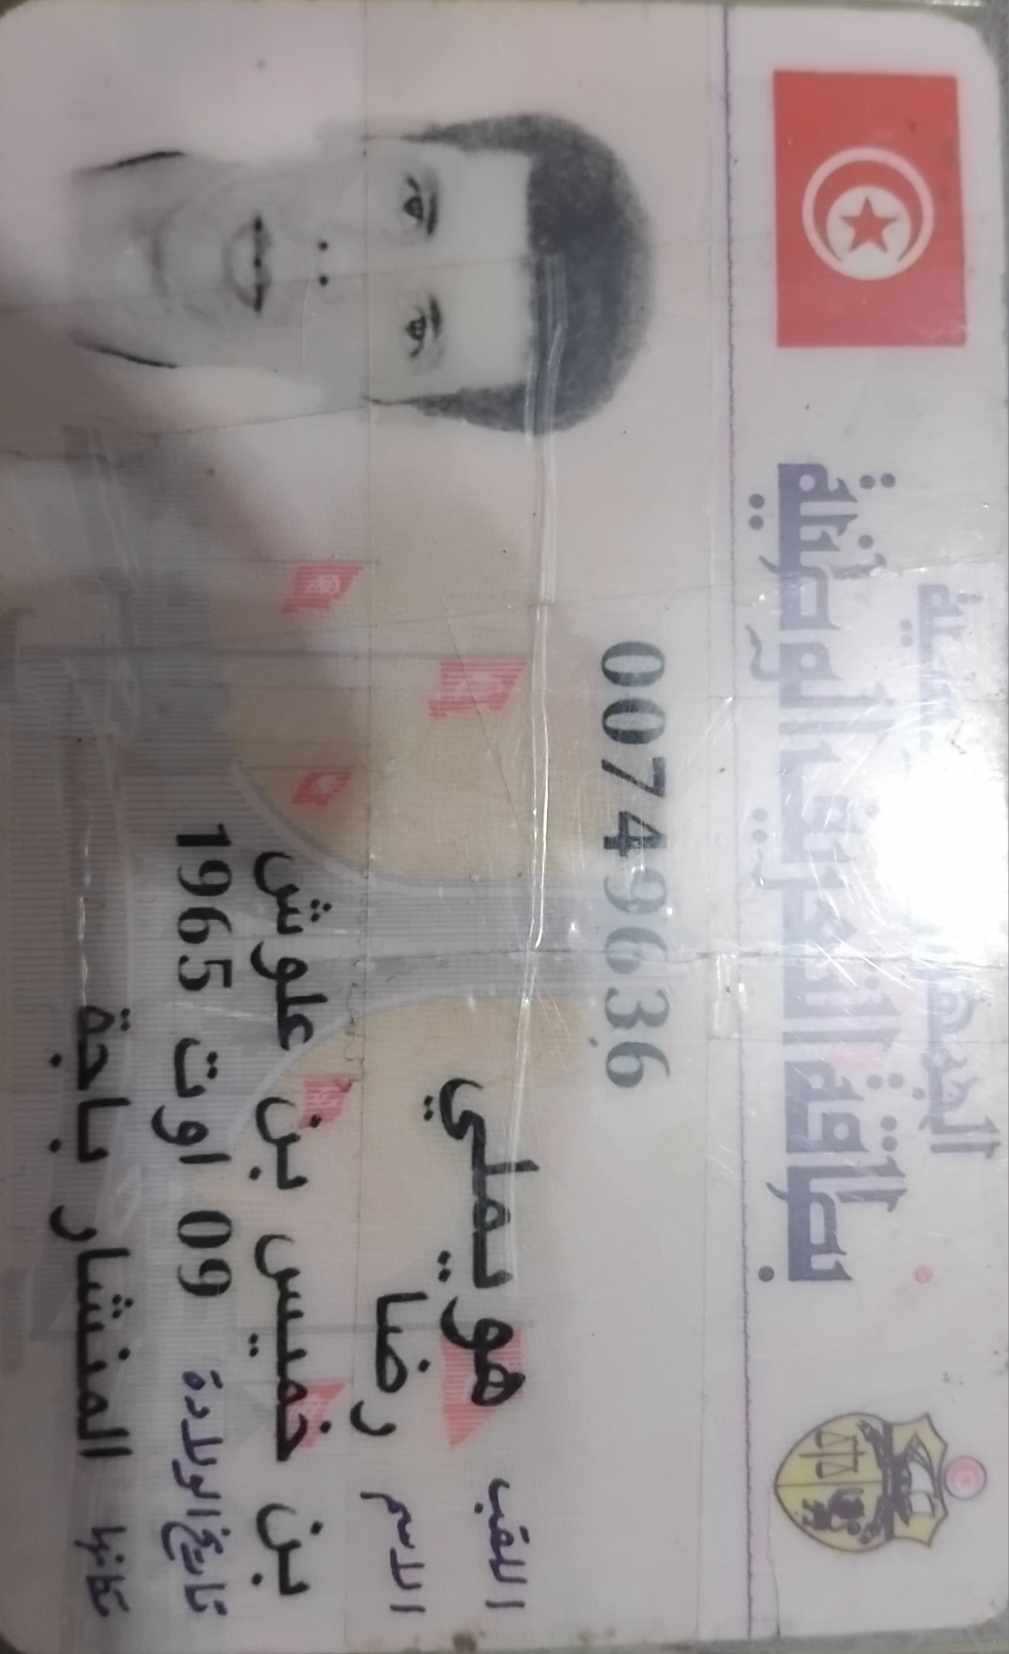 الجمهورية التونسية
بطاقة التعريف الوطنية
00749636
اللقب هويملي
الاسم رضا
بن خميس بن علوش
تاريخ الولادة 09 اوت 1965
مكانها المنشار باجة